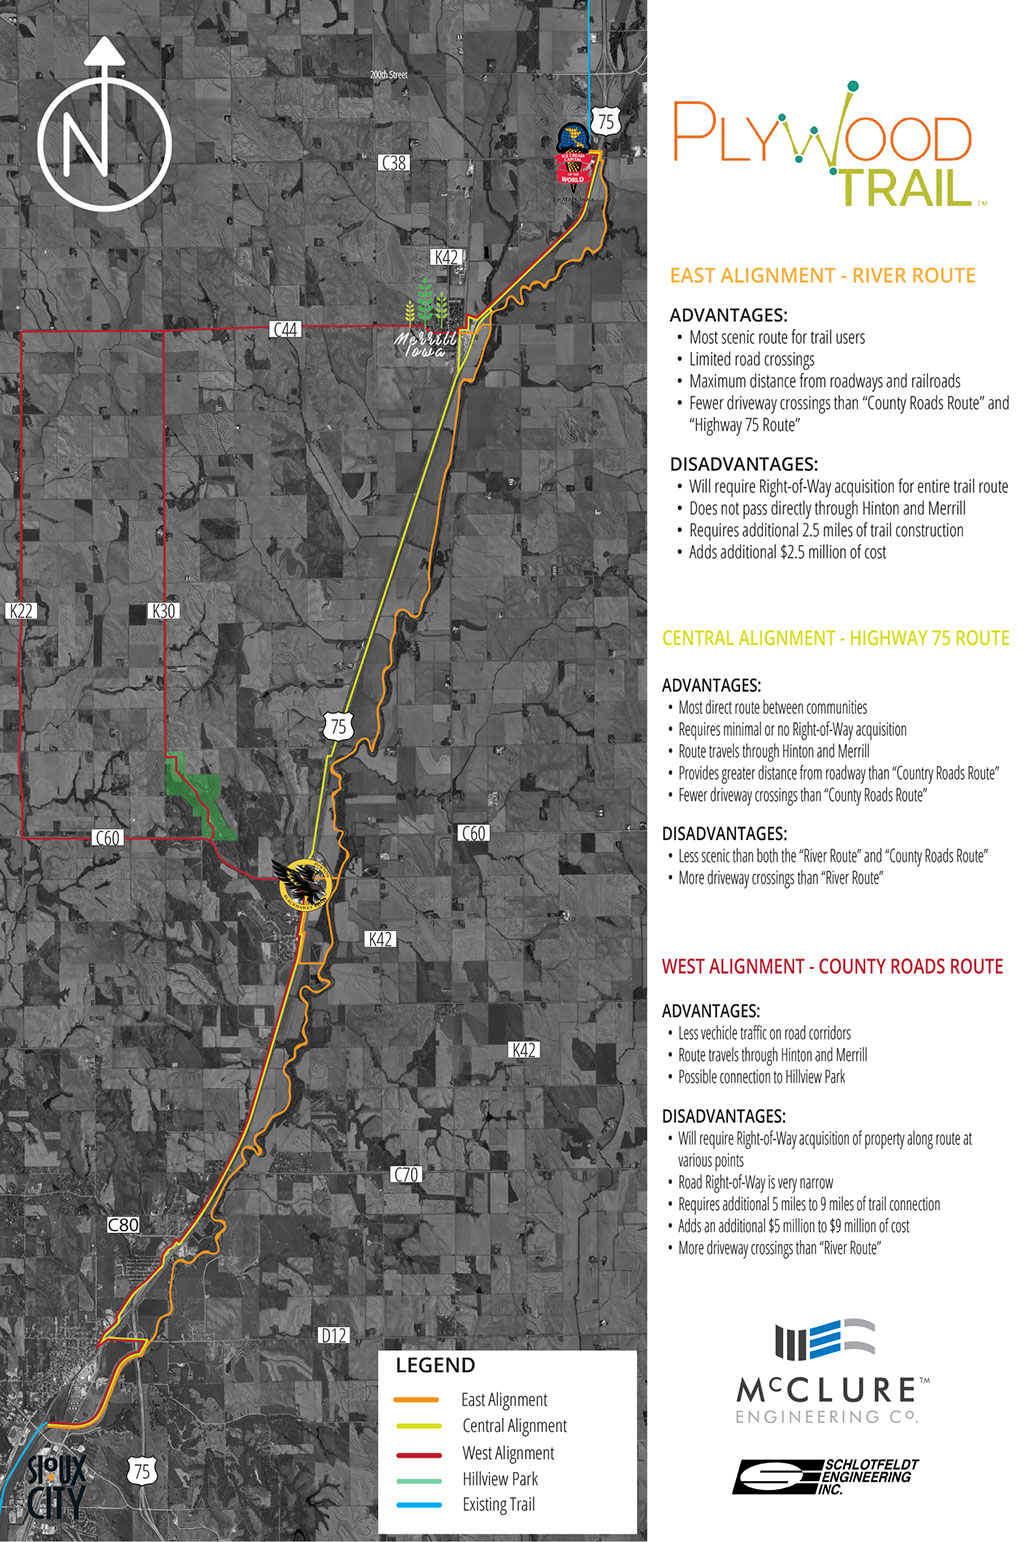 N
200th Street
75
C38
ICE CREAM
CAPITAL
OF THE
WORLD
K42
C44
Merrill
Iowa
K22
K30
75
C60
C60
K42
K42
C70
C80
D12
75
SIOUX
CITY
LEGEND
East Alignment
Central Alignment
West Alignment
Hillview Park
Existing Trail
PLYWOOD
TRAIL™
EAST ALIGNMENT - RIVER ROUTE
ADVANTAGES:
• Most scenic route for trail users
• Limited road crossings
• Maximum distance from roadways and railroads
• Fewer driveway crossings than “County Roads Route” and
“Highway 75 Route”
DISADVANTAGES:
• Will require Right-of-Way acquisition for entire trail route
• Does not pass directly through Hinton and Merrill
• Requires additional 2.5 miles of trail construction
• Adds additional $2.5 million of cost
CENTRAL ALIGNMENT - HIGHWAY 75 ROUTE
ADVANTAGES:
• Most direct route between communities
• Requires minimal or no Right-of-Way acquisition
• Route travels through Hinton and Merrill
• Provides greater distance from roadway than “Country Roads Route”
• Fewer driveway crossings than “County Roads Route”
DISADVANTAGES:
• Less scenic than both the “River Route” and “County Roads Route”
• More driveway crossings than “River Route”
WEST ALIGNMENT - COUNTY ROADS ROUTE
ADVANTAGES:
• Less vechicle traffic on road corridors
• Route travels through Hinton and Merrill
• Possible connection to Hillview Park
DISADVANTAGES:
• Will require Right-of-Way acquisition of property along route at
various points
• Road Right-of-Way is very narrow
• Requires additional 5 miles to 9 miles of trail connection
• Adds an additional $5 million to $9 million of cost
• More driveway crossings than “River Route”
MCCLURE™
ENGINEERING CO.
SCHLOTFELDT
ENGINEERING
INC.